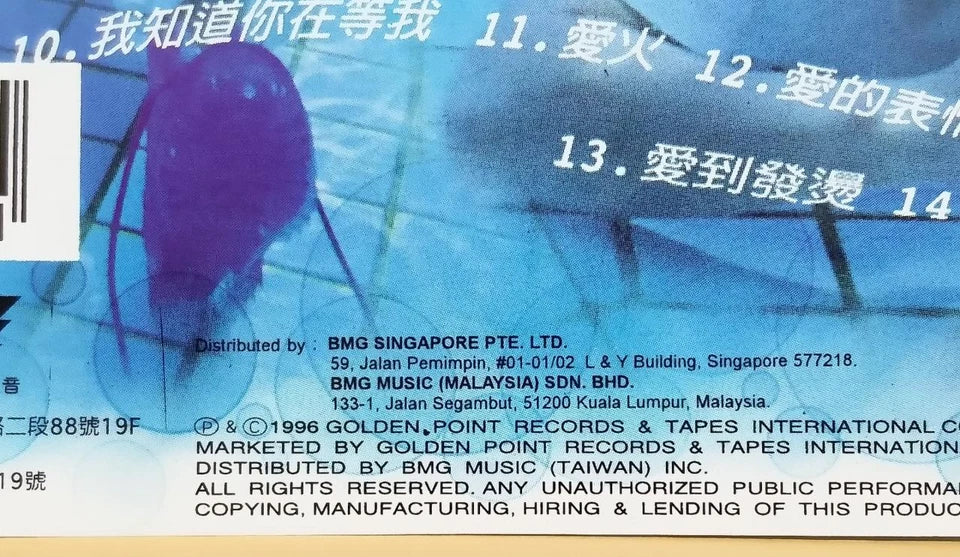 10. 我知道你在等我 11. 愛火 12. 愛的表情
13. 愛到發燙 14
Distributed by : BMG SINGAPORE PTE. LTD.
59, Jalan Pemimpin, #01-01/02 L & Y Building, Singapore 577218.
BMG MUSIC (MALAYSIA) SDN. BHD.
音
133-1, Jalan Segambut, 51200 Kuala Lumpur, Malaysia.
二段88號19F
Ⓟ & Ⓒ 1996 GOLDEN POINT RECORDS & TAPES INTERNATIONAL
MARKETED BY GOLDEN POINT RECORDS & TAPES
DISTRIBUTED BY BMG MUSIC (TAIWAN) INC.
19號
ALL RIGHTS RESERVED. ANY UNAUTHORIZED PUBLIC
COPYING, MANUFACTURING, HIRING & LENDING OF THIS